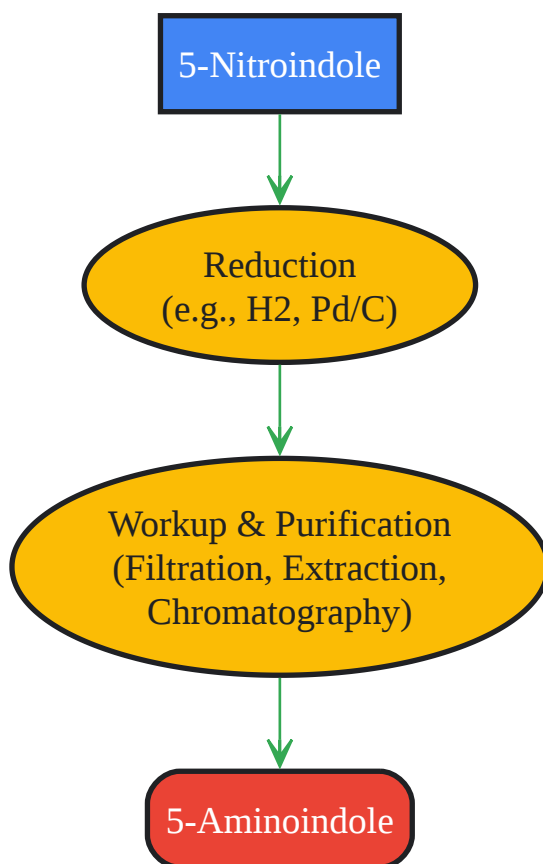 5-Nitroindole
Reduction
(e.g., H2, Pd/C)
Workup & Purification
(Filtration, Extraction,
Chromatography)
5-Aminoindole